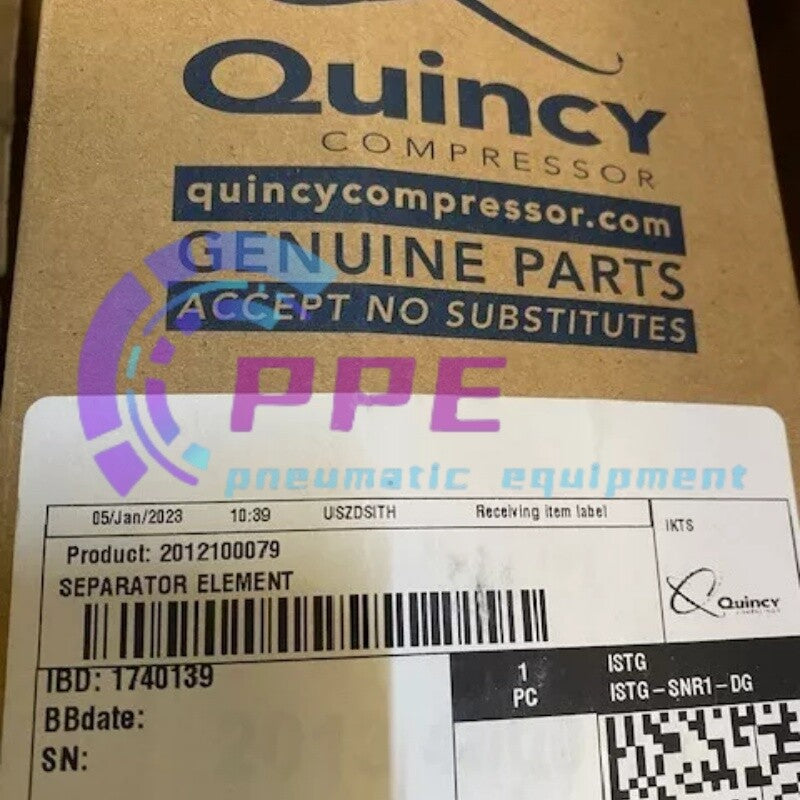 Quincy
COMPRESSOR
quincycompressor.com
GENUINE PARTS
ACCEPT NO SUBSTITUTES
PPE
pneumatic equipment
05/Jan/2023 10:39 USZDSITH Receiving item label
IKTS
Product: 2012100079
SEPARATOR ELEMENT
Quincy
IBD: 1740139
1
PC
ISTG
ISTG-SNR1-DG
BBdate:
SN: